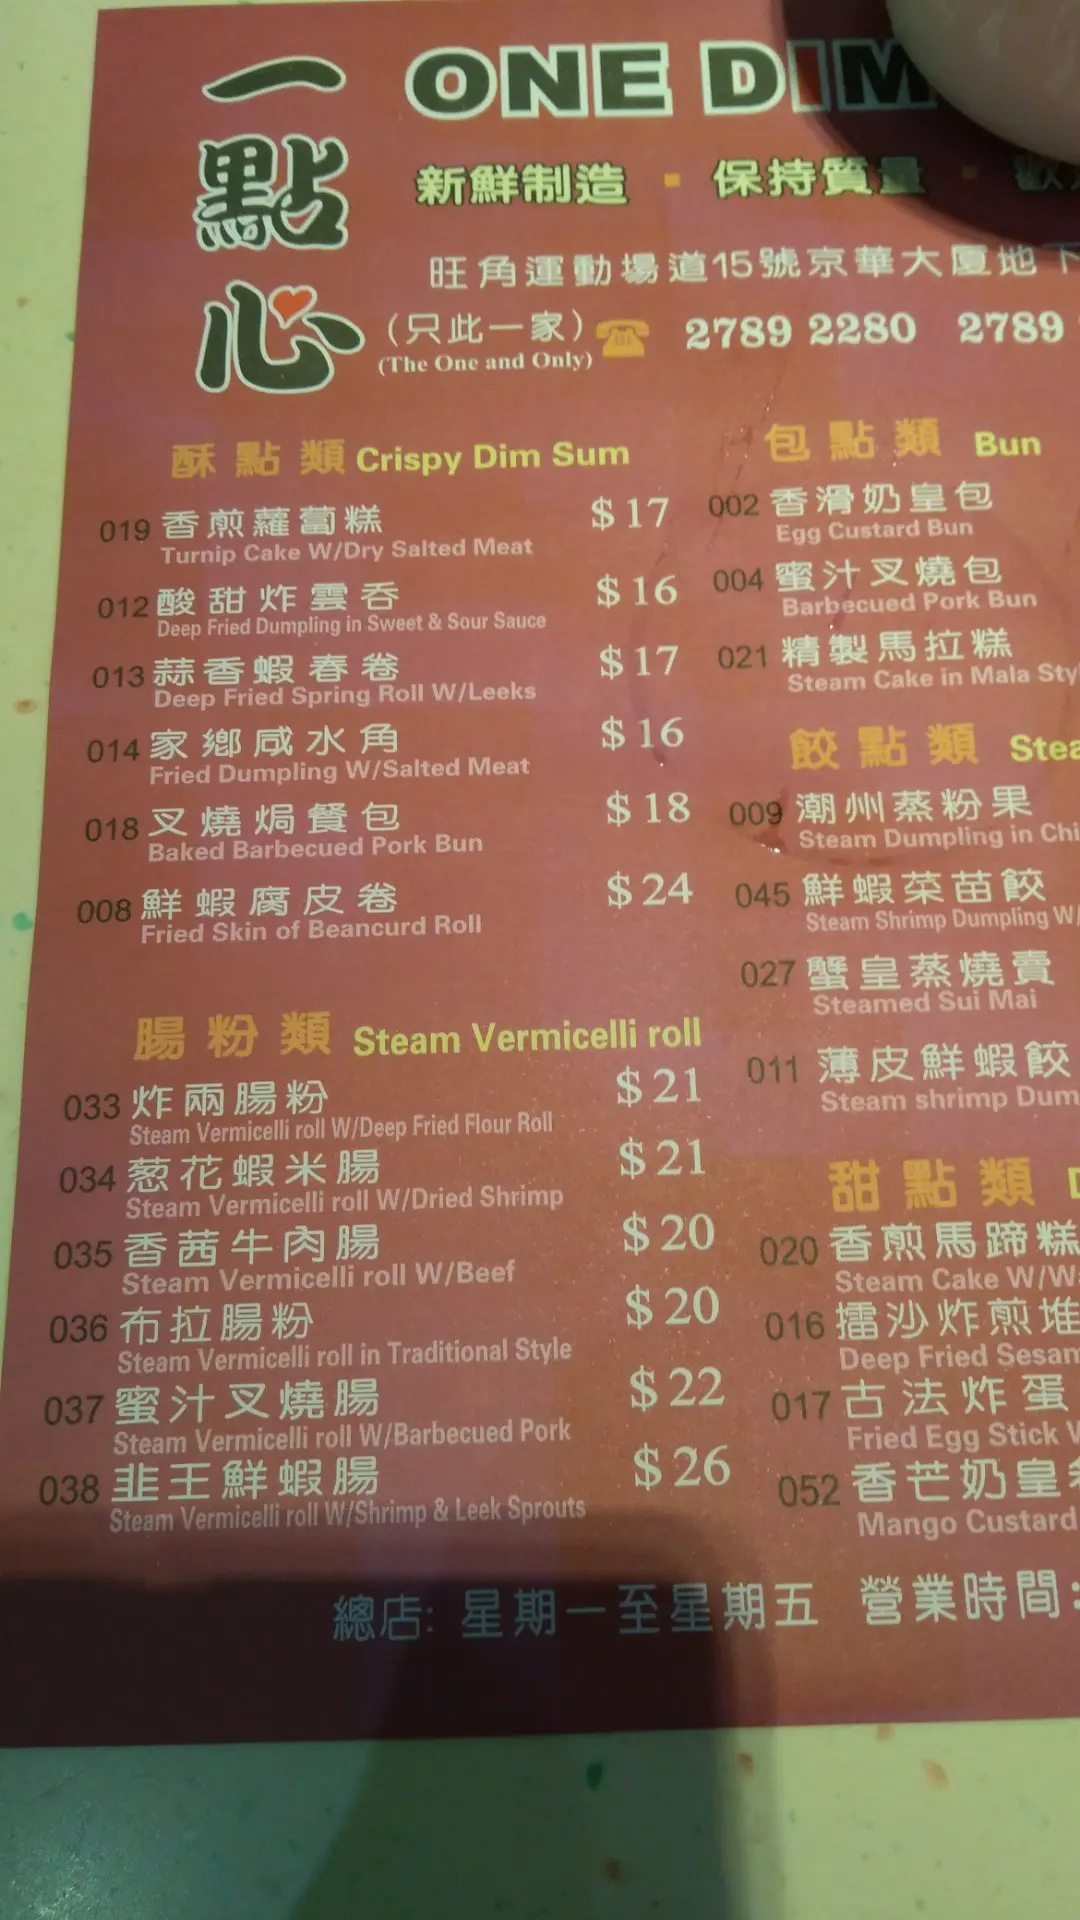 一點心
ONE DIM
新鮮制造 · 保持質量 ·
旺角運動場道15號京華大厦地下
(只此一家)
(The One and Only)
2789 2280 2789
酥點類 Crispy Dim Sum
019 香煎蘿蔔糕 $17
Turnip Cake W/Dry Salted Meat
012 酸甜炸雲吞 $16
Deep Fried Dumpling in Sweet & Sour Sauce
013 蒜香蝦春卷 $17
Deep Fried Spring Roll W/Leeks
014 家鄉咸水角 $16
Fried Dumpling W/Salted Meat
018 叉燒焗餐包 $18
Baked Barbecued Pork Bun
008 鮮蝦腐皮卷 $24
Fried Skin of Beancurd Roll
腸粉類 Steam Vermicelli roll
033 炸兩腸粉 $21
Steam Vermicelli roll W/Deep Fried Flour Roll
034 葱花蝦米腸 $21
Steam Vermicelli roll W/Dried Shrimp
035 香茜牛肉腸 $20
Steam Vermicelli roll W/Beef
036 布拉腸粉 $20
Steam Vermicelli roll in Traditional Style
037 蜜汁叉燒腸 $22
Steam Vermicelli roll W/Barbecued Pork
038 韮王鮮蝦腸 $26
Steam Vermicelli roll W/Shrimp & Leek Sprouts
包點類 Bun
002 香滑奶皇包
Egg Custard Bun
004 蜜汁叉燒包
Barbecued Pork Bun
021 精製馬拉糕
Steam Cake in Mala Sty
餃點類 Stea
009 潮州蒸粉果
Steam Dumpling in Chi
045 鮮蝦菜苗餃
Steam Shrimp Dumpling W/
027 蟹皇蒸燒賣
Steamed Sui Mai
011 薄皮鮮蝦餃
Steam shrimp Dum
甜點類
020 香煎馬蹄糕
Steam Cake W/W
016 擂沙炸煎堆
Deep Fried Sesam
017 古法炸蛋
Fried Egg Stick W
052 香芒奶皇
Mango Custard
總店: 星期一至星期五 營業時間: